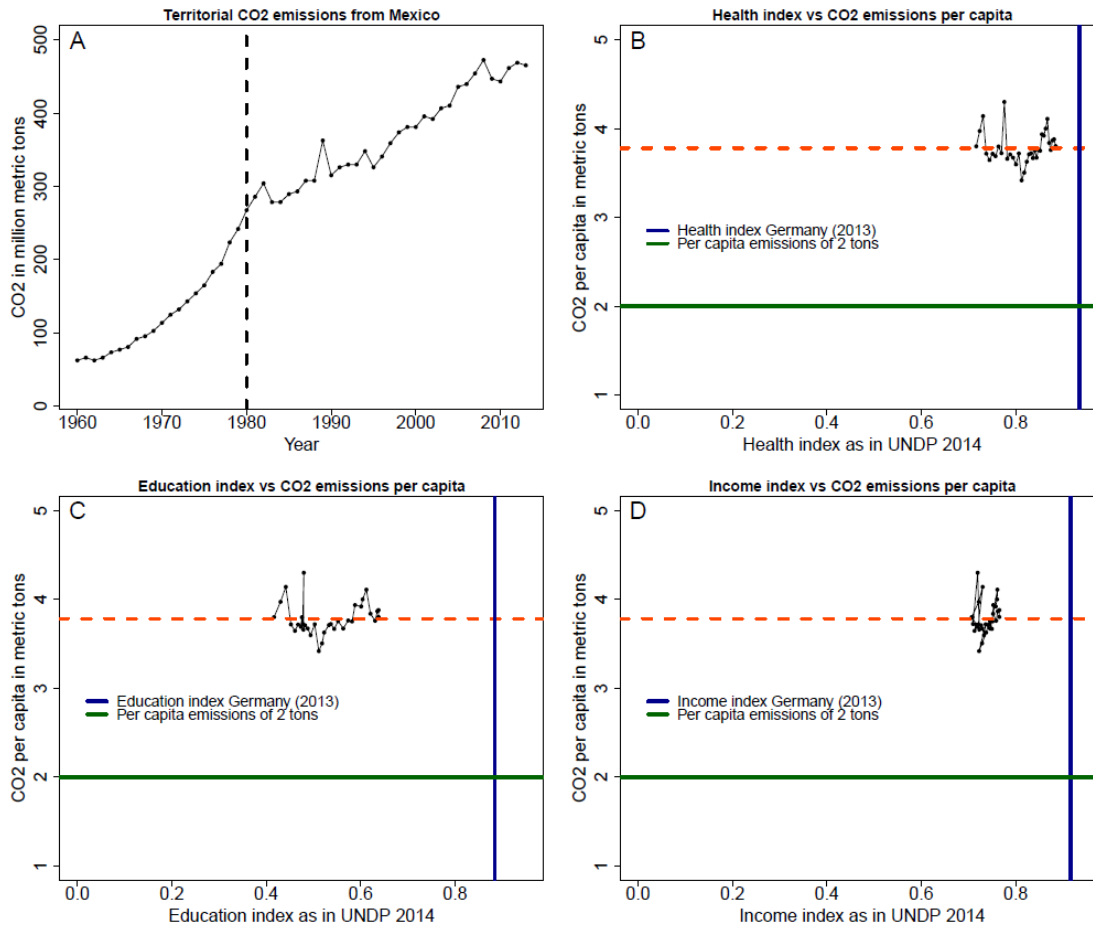 Territorial CO2 emissions from Mexico
A
CO2 in million metric tons
500
400
300
200
100
0
1960 1970 1980 1990 2000 2010
Year
Health index vs CO2 emissions per capita
B
CO2 per capita in metric tons
5
4
3
2
1
Health index Germany (2013)
Per capita emissions of 2 tons
0.0 0.2 0.4 0.6 0.8
Health index as in UNDP 2014
Education index vs CO2 emissions per capita
C
CO2 per capita in metric tons
5
4
3
2
1
Education index Germany (2013)
Per capita emissions of 2 tons
0.0 0.2 0.4 0.6 0.8
Education index as in UNDP 2014
Income index vs CO2 emissions per capita
D
CO2 per capita in metric tons
5
4
3
2
1
Income index Germany (2013)
Per capita emissions of 2 tons
0.0 0.2 0.4 0.6 0.8
Income index as in UNDP 2014